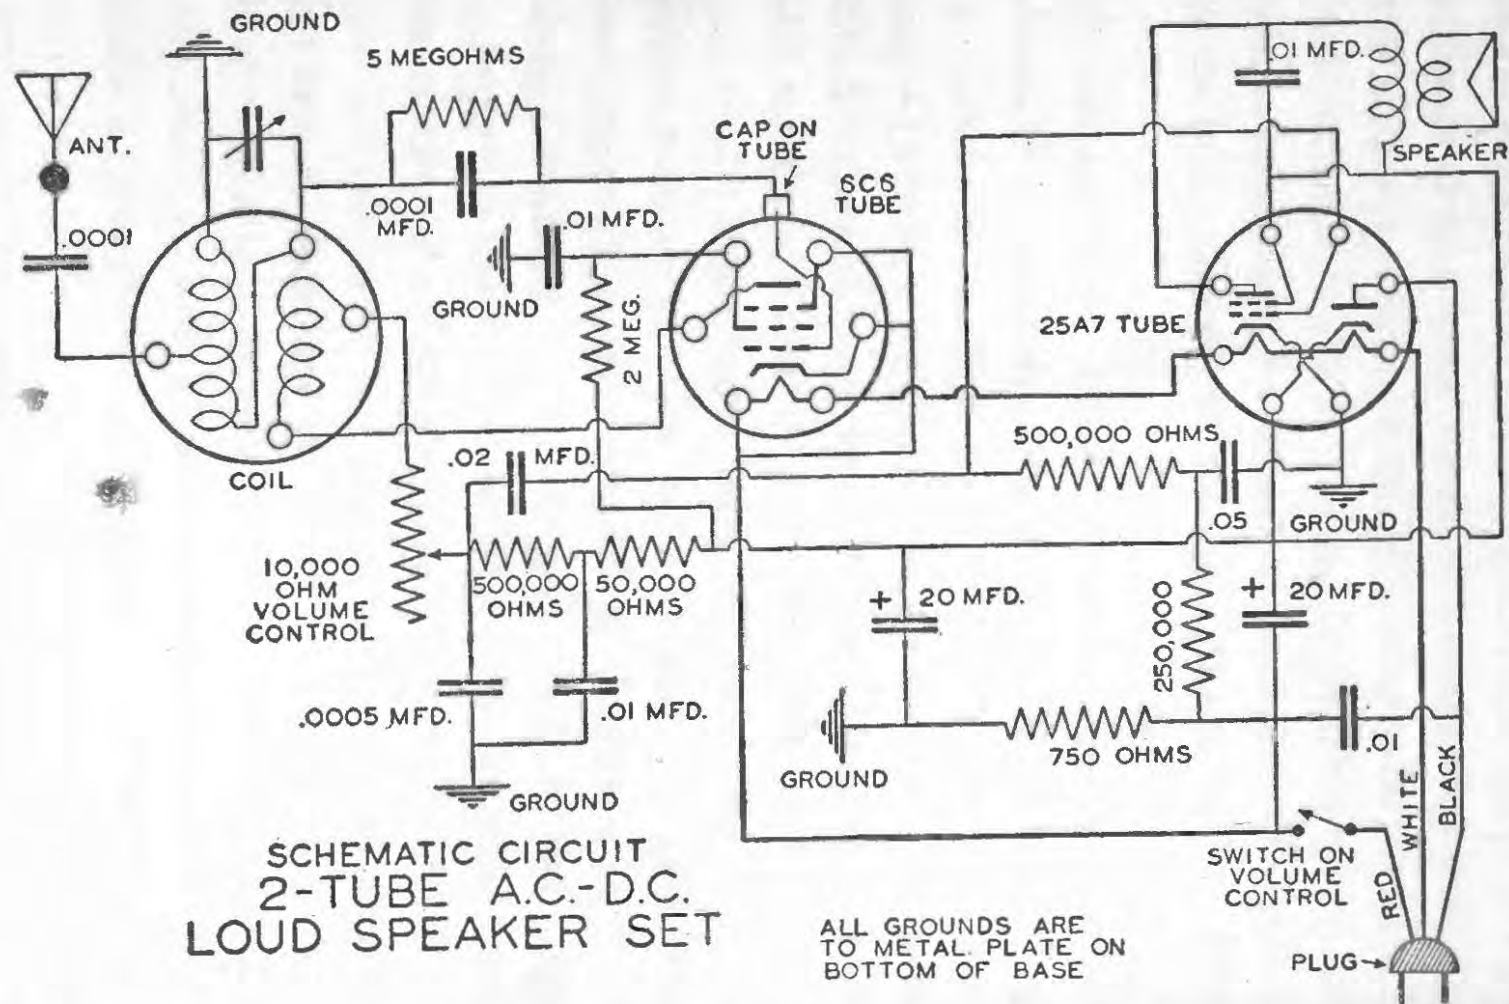 GROUND
5 MEGOHMS
.01 MFD.
ANT.
CAP ON
TUBE
SPEAKER
6C6
TUBE
.0001
MFD.
.01 MFD.
.0001
GROUND
2 MEG.
25A7 TUBE
COIL
.02 MFD.
500,000 OHMS
.05
GROUND
10,000
OHM
VOLUME
CONTROL
500,000
OHMS
50,000
OHMS
+ 20 MFD.
250,000
+ 20 MFD.
.0005 MFD.
.01 MFD.
750 OHMS
.01
GROUND
GROUND
WHITE
BLACK
RED
SWITCH ON
VOLUME
CONTROL
PLUG
SCHEMATIC CIRCUIT
2-TUBE A.C.-D.C.
LOUD SPEAKER SET
ALL GROUNDS ARE
TO METAL PLATE ON
BOTTOM OF BASE